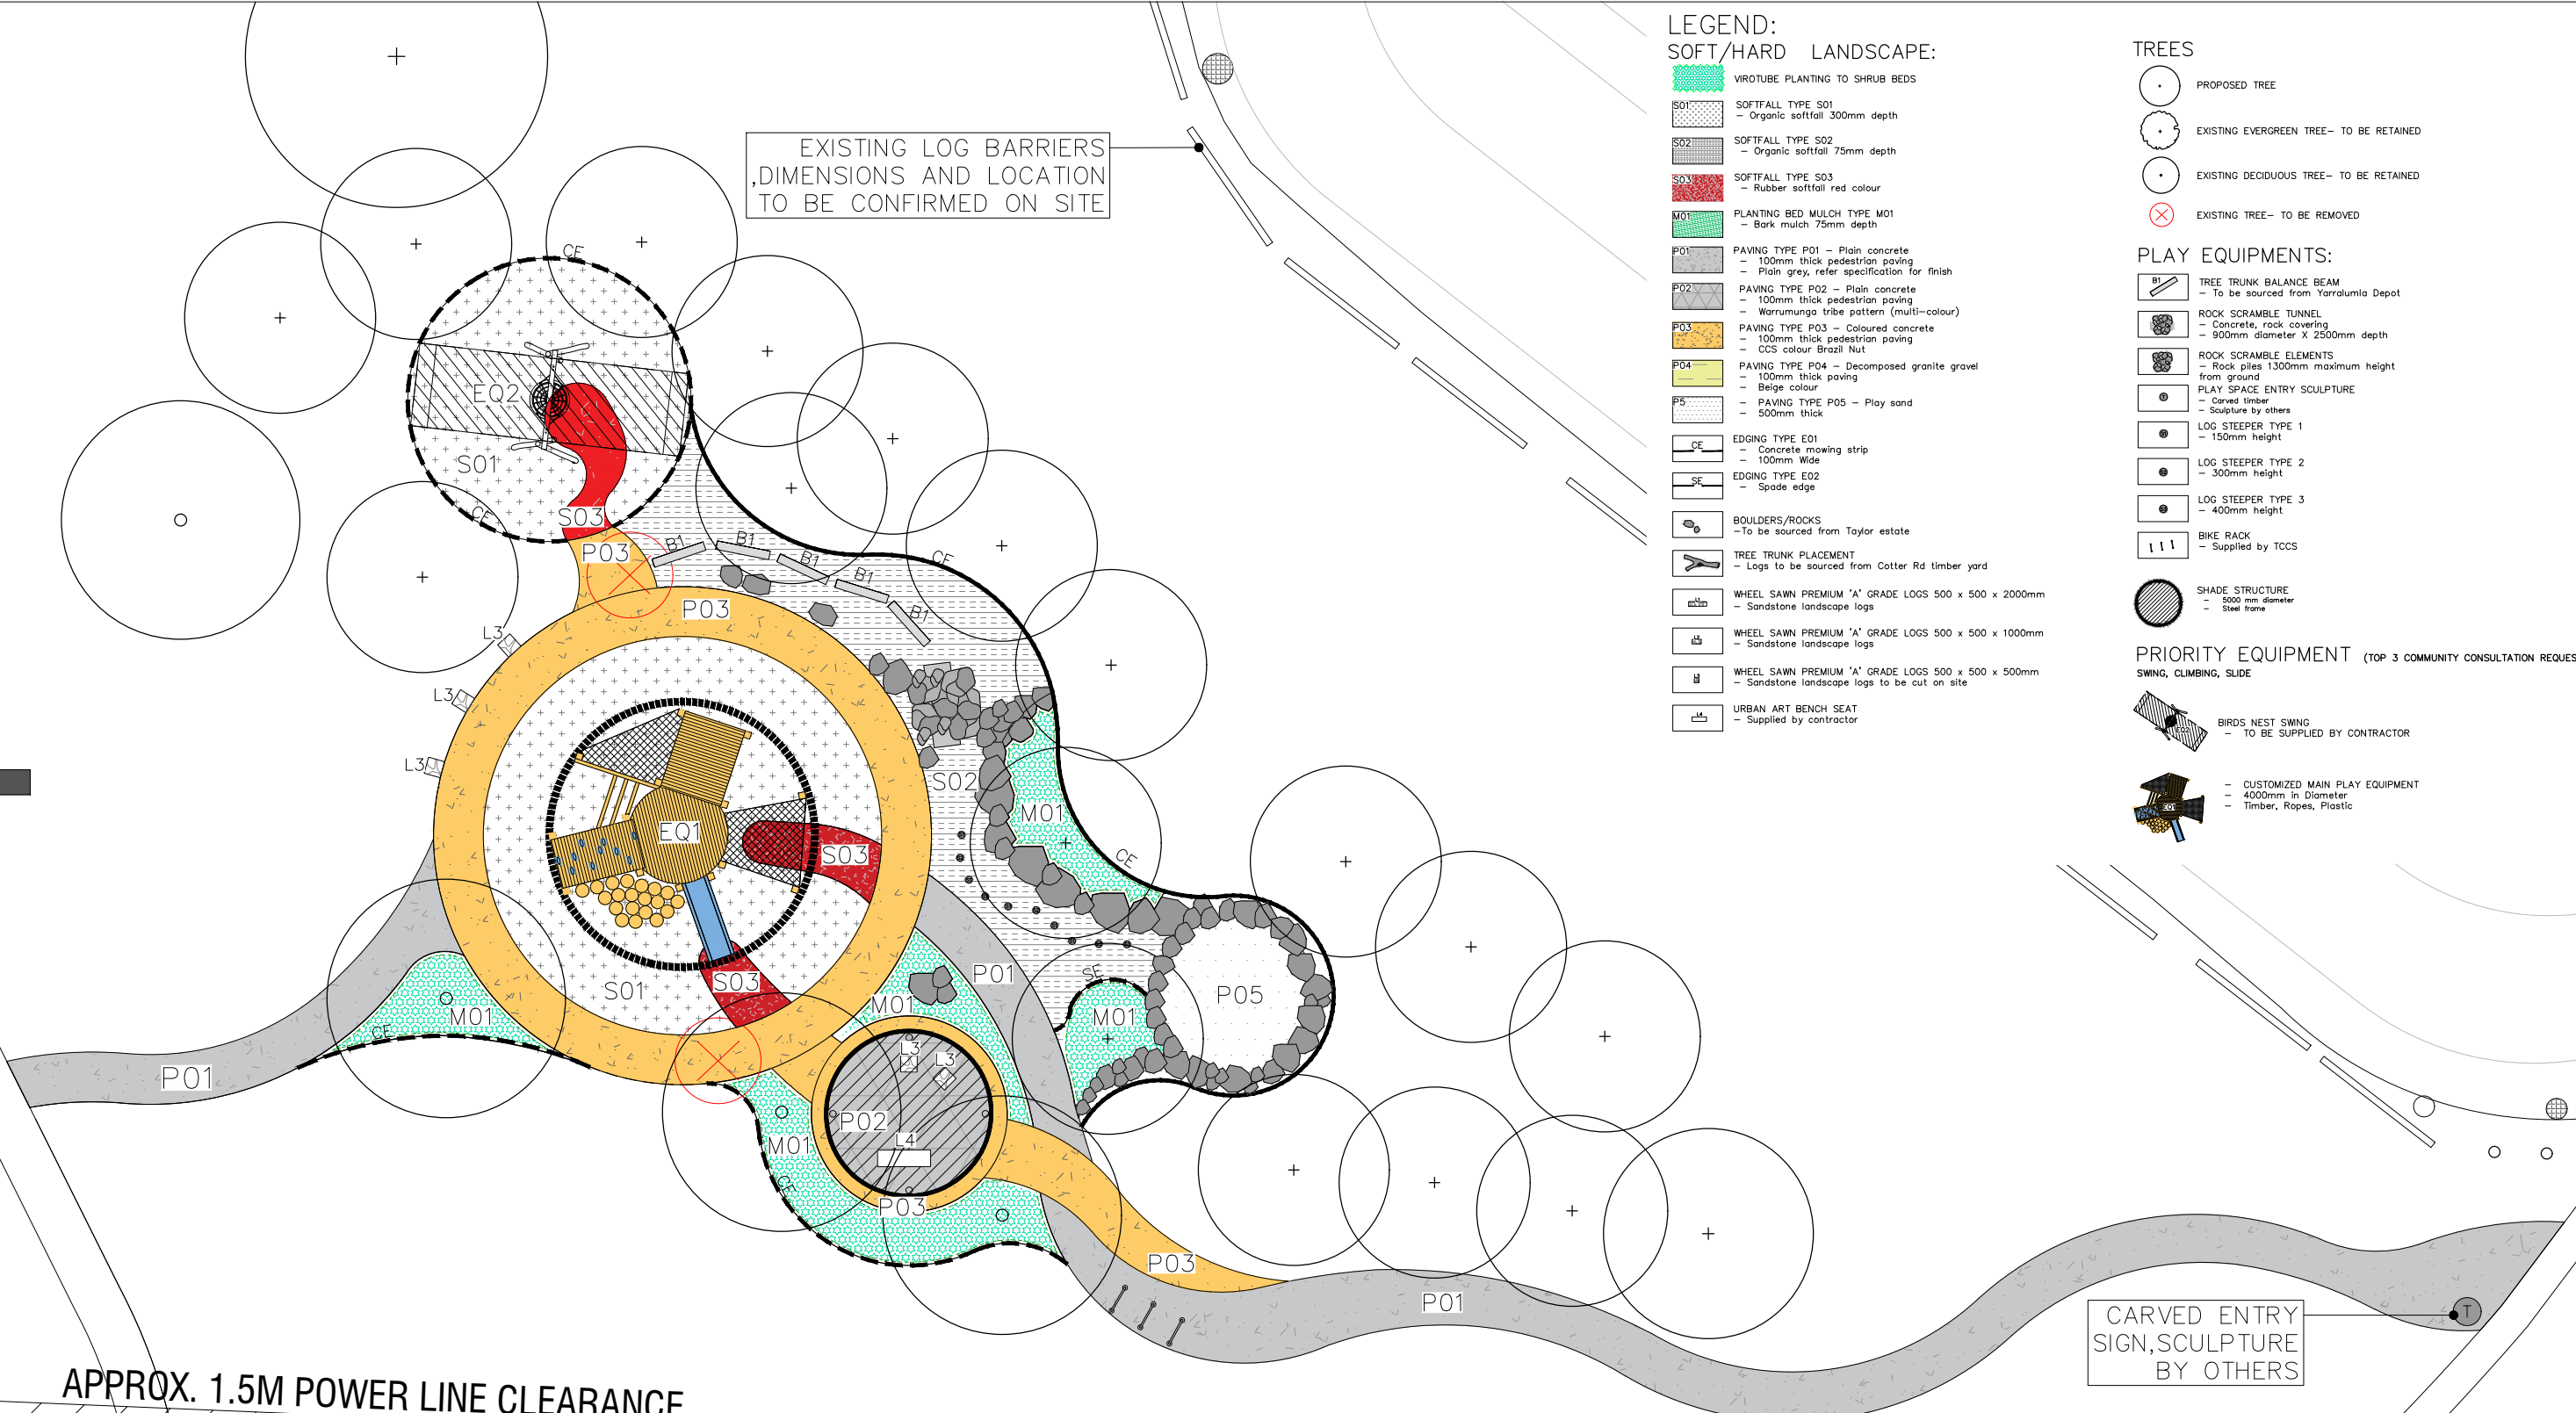 EXISTING LOG BARRIERS
,DIMENSIONS AND LOCATION
TO BE CONFIRMED ON SITE
CE
EQ2
S01
CE
S03
P03
B1
B1
B1
B1
B1
CE
P03
L3
L3
L3
S02
M01
CE
EQ1
S03
S03
S01
P01
M01
SE
M01
P05
M01
CE
P01
L3
L3
P02
L4
M01
CE
P03
P03
P01
CARVED ENTRY
SIGN,SCULPTURE
BY OTHERS
T
APPROX. 1.5M POWER LINE CLEARANCE
LEGEND:
SOFT/HARD LANDSCAPE:
VIROTUBE PLANTING TO SHRUB BEDS
S01
SOFTFALL TYPE S01
- Organic softfall 300mm depth
S02
SOFTFALL TYPE S02
- Organic softfall 75mm depth
S03
SOFTFALL TYPE S03
- Rubber softfall red colour
M01
PLANTING BED MULCH TYPE M01
- Bark mulch 75mm depth
P01
PAVING TYPE P01 - Plain concrete
- 100mm thick pedestrian paving
- Plain grey, refer specification for finish
P02
PAVING TYPE P02 - Plain concrete
- 100mm thick pedestrian paving
- Warrumunga tribe pattern (multi-colour)
P03
PAVING TYPE P03 - Coloured concrete
- 100mm thick pedestrian paving
- CCS colour Brazil Nut
P04
PAVING TYPE P04 - Decomposed granite gravel
- 100mm thick paving
- Beige colour
P5
- PAVING TYPE P05 - Play sand
- 500mm thick
CE
EDGING TYPE E01
- Concrete mowing strip
- 100mm Wide
SE
EDGING TYPE E02
- Spade edge
BOULDERS/ROCKS
-To be sourced from Taylor estate
TREE TRUNK PLACEMENT
- Logs to be sourced from Cotter Rd timber yard
WHEEL SAWN PREMIUM 'A' GRADE LOGS 500 x 500 x 2000mm
- Sandstone landscape logs
WHEEL SAWN PREMIUM 'A' GRADE LOGS 500 x 500 x 1000mm
- Sandstone landscape logs
WHEEL SAWN PREMIUM 'A' GRADE LOGS 500 x 500 x 500mm
- Sandstone landscape logs to be cut on site
L4
URBAN ART BENCH SEAT
- Supplied by contractor
TREES
PROPOSED TREE
EXISTING EVERGREEN TREE- TO BE RETAINED
EXISTING DECIDUOUS TREE- TO BE RETAINED
EXISTING TREE- TO BE REMOVED
PLAY EQUIPMENTS:
B1
TREE TRUNK BALANCE BEAM
- To be sourced from Yarralumla Depot
ROCK SCRAMBLE TUNNEL
- Concrete, rock covering
- 900mm diameter X 2500mm depth
ROCK SCRAMBLE ELEMENTS
- Rock piles 1300mm maximum height
from ground
PLAY SPACE ENTRY SCULPTURE
- Carved timber
- Sculpture by others
LOG STEEPER TYPE 1
- 150mm height
LOG STEEPER TYPE 2
- 300mm height
LOG STEEPER TYPE 3
- 400mm height
BIKE RACK
- Supplied by TCCS
SHADE STRUCTURE
- 5000 mm diameter
- Steel frame
PRIORITY EQUIPMENT (TOP 3 COMMUNITY CONSULTATION REQUES
SWING, CLIMBING, SLIDE
BIRDS NEST SWING
- TO BE SUPPLIED BY CONTRACTOR
EQ1
- CUSTOMIZED MAIN PLAY EQUIPMENT
- 4000mm in Diameter
- Timber, Ropes, Plastic